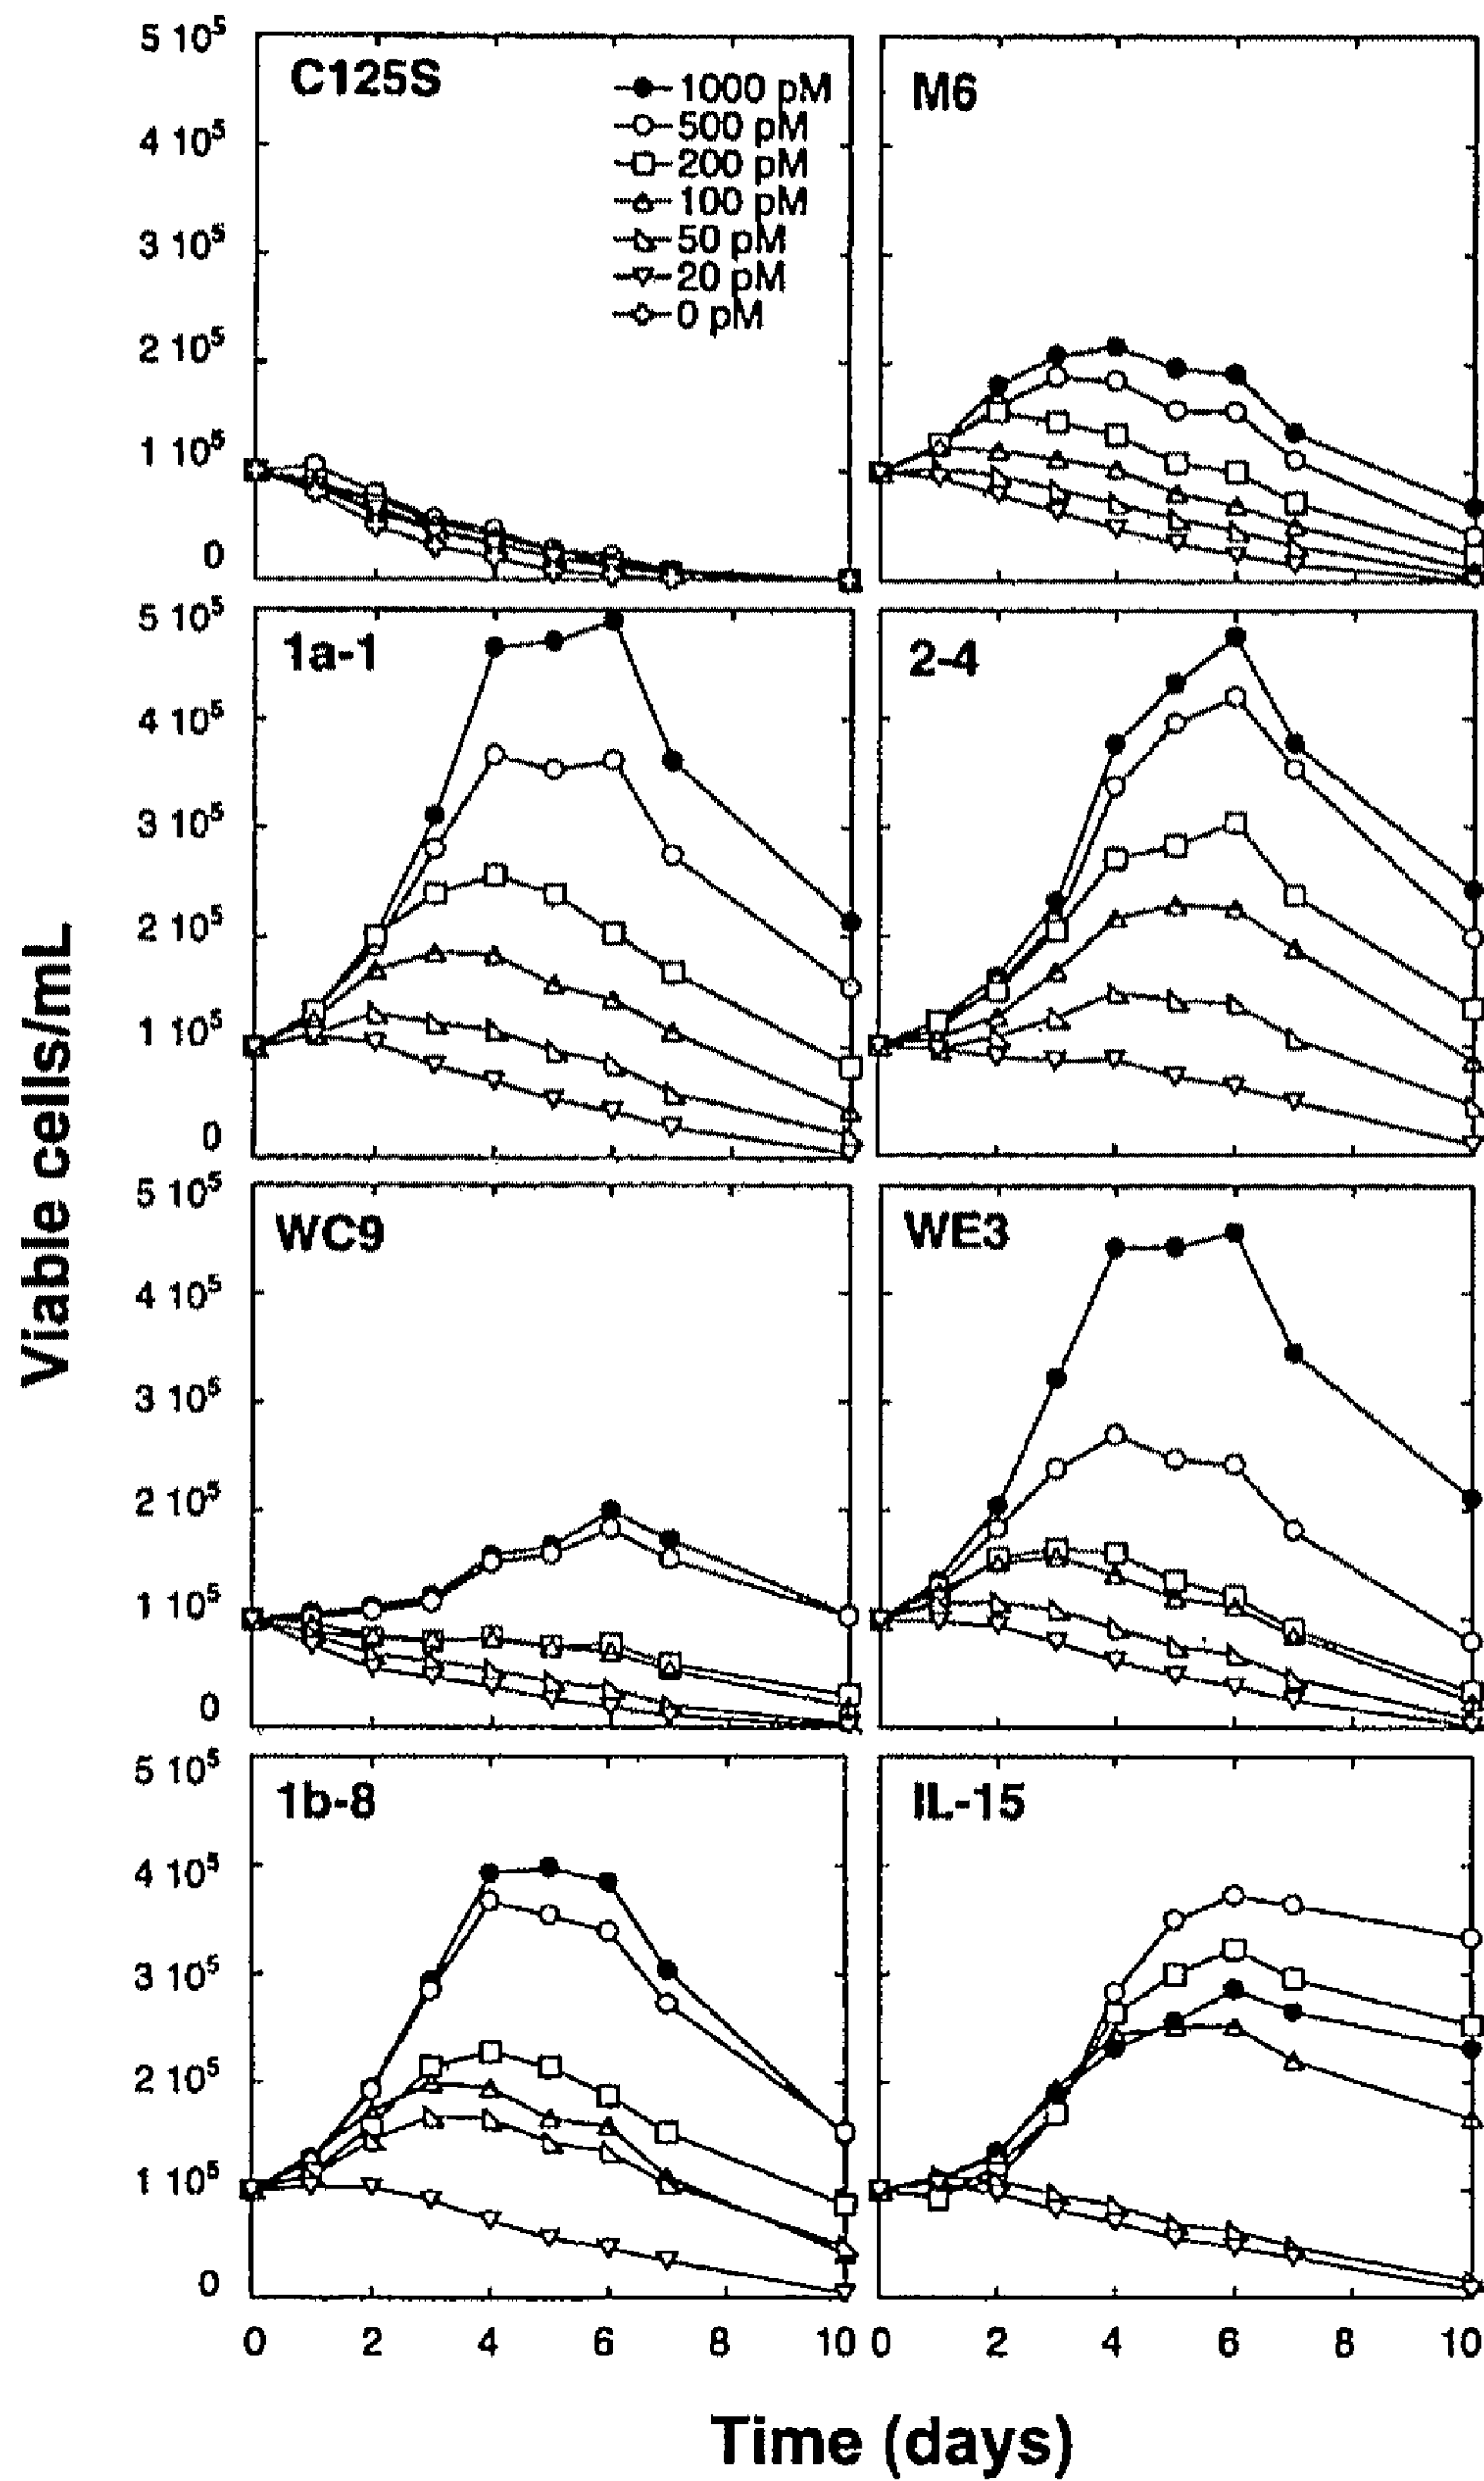 Viable cells/mL
5 10⁵
4 10⁵
3 10⁵
2 10⁵
1 10⁵
0
C125S
1000 pM
500 pM
200 pM
100 pM
50 pM
20 pM
0 pM
M6
5 10⁵
4 10⁵
3 10⁵
2 10⁵
1 10⁵
0
1a-1
2-4
5 10⁵
4 10⁵
3 10⁵
2 10⁵
1 10⁵
0
WC9
WE3
5 10⁵
4 10⁵
3 10⁵
2 10⁵
1 10⁵
0
1b-8
IL-15
0 2 4 6 8 10 0 2 4 6 8 10
Time (days)